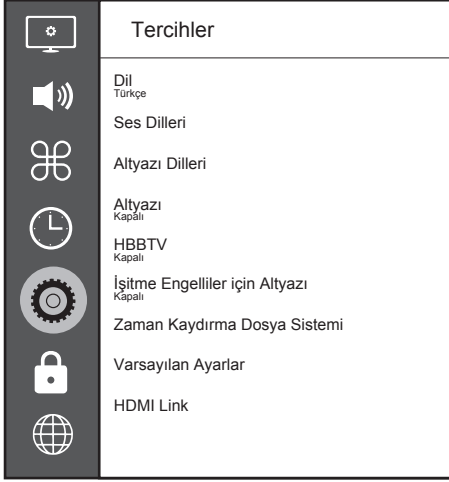 Tercihler
Dil
Türkçe
Ses Dilleri
Altyazı Dilleri
Altyazı
Kapalı
HBBTV
Kapalı
İşitme Engelliler için Altyazı
Kapalı
Zaman Kaydırma Dosya Sistemi
Varsayılan Ayarlar
HDMI Link